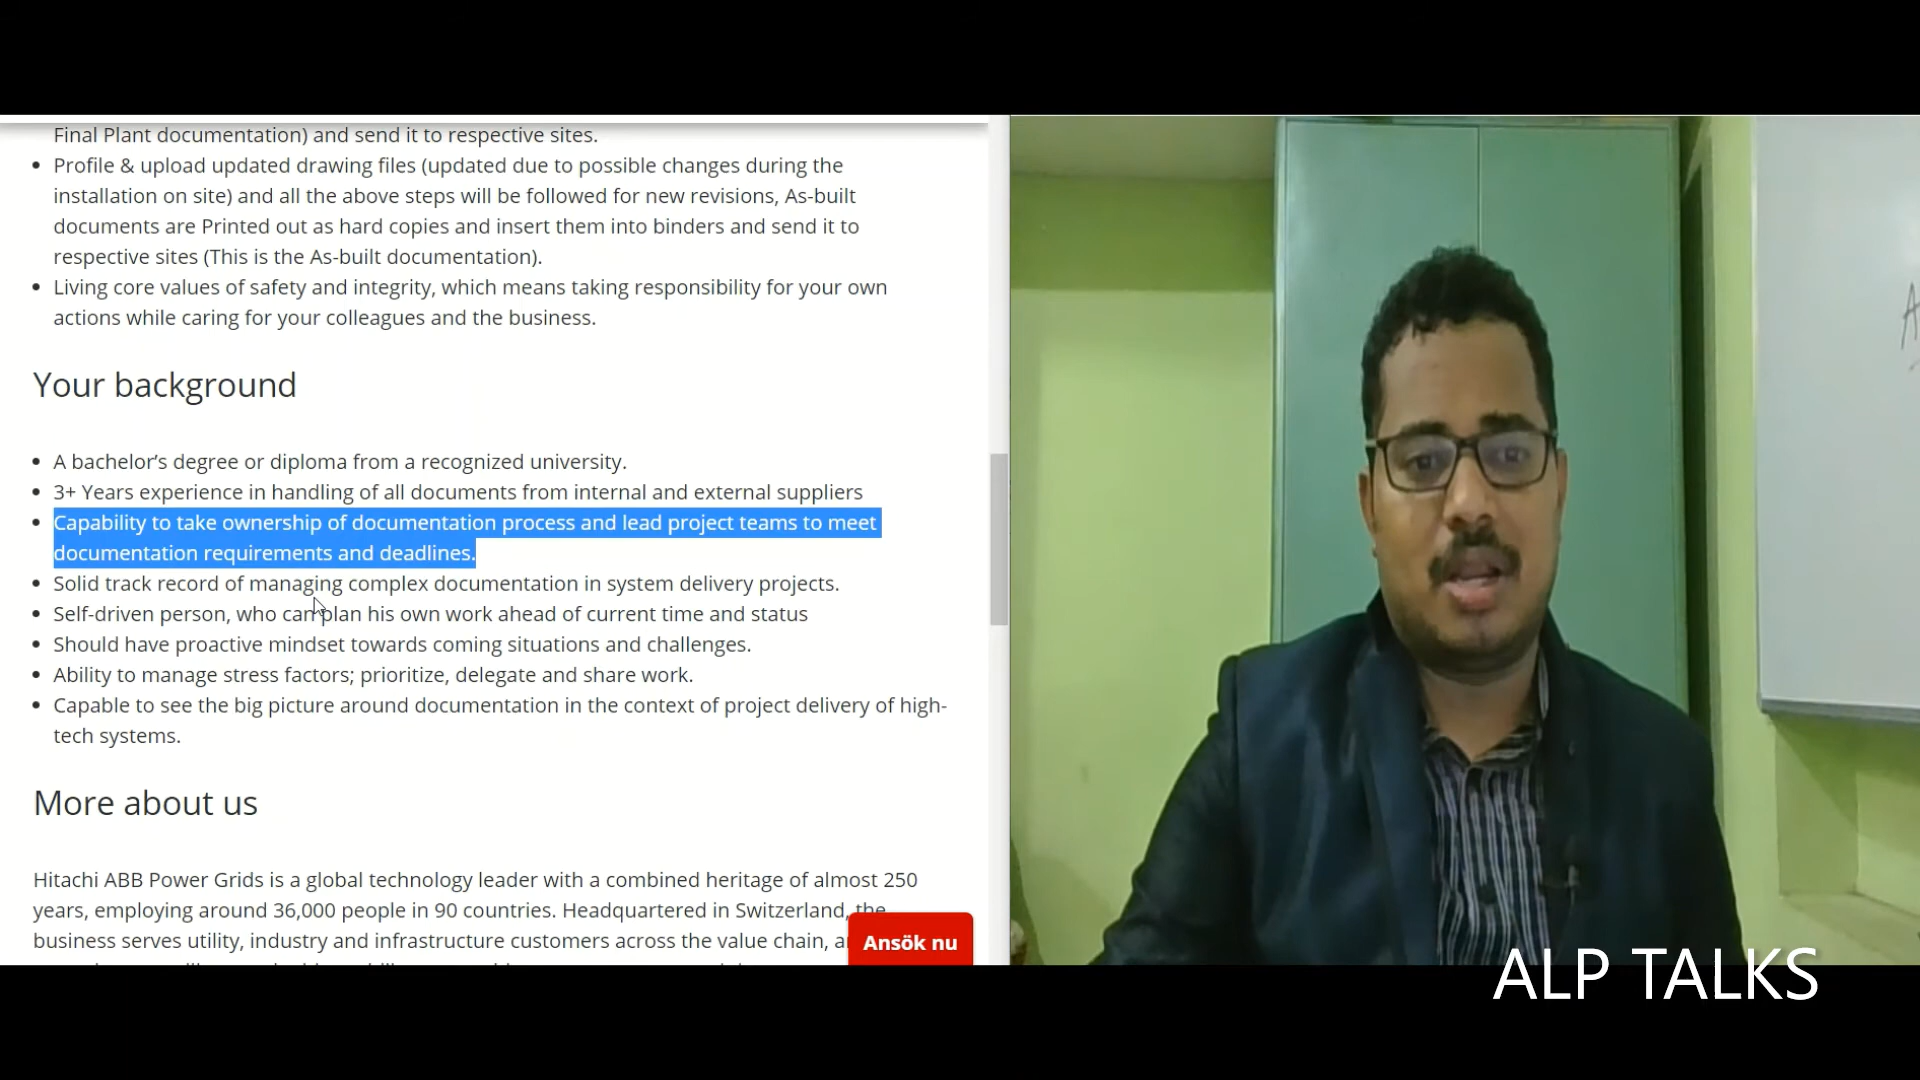 Final Plant documentation) and send it to respective sites.
• Profile & upload updated drawing files (updated due to possible changes during the
installation on site) and all the above steps will be followed for new revisions, As-built
documents are Printed out as hard copies and insert them into binders and send it to
respective sites (This is the As-built documentation).
• Living core values of safety and integrity, which means taking responsibility for your own
actions while caring for your colleagues and the business.
Your background
• A bachelor’s degree or diploma from a recognized university.
• 3+ Years experience in handling of all documents from internal and external suppliers
• Capability to take ownership of documentation process and lead project teams to meet
documentation requirements and deadlines.
• Solid track record of managing complex documentation in system delivery projects.
• Self-driven person, who can plan his own work ahead of current time and status
• Should have proactive mindset towards coming situations and challenges.
• Ability to manage stress factors; prioritize, delegate and share work.
• Capable to see the big picture around documentation in the context of project delivery of high-
tech systems.
More about us
Hitachi ABB Power Grids is a global technology leader with a combined heritage of almost 250
years, employing around 36,000 people in 90 countries. Headquartered in Switzerland, the
business serves utility, industry and infrastructure customers across the value chain,
Ansök nu
ALP TALKS